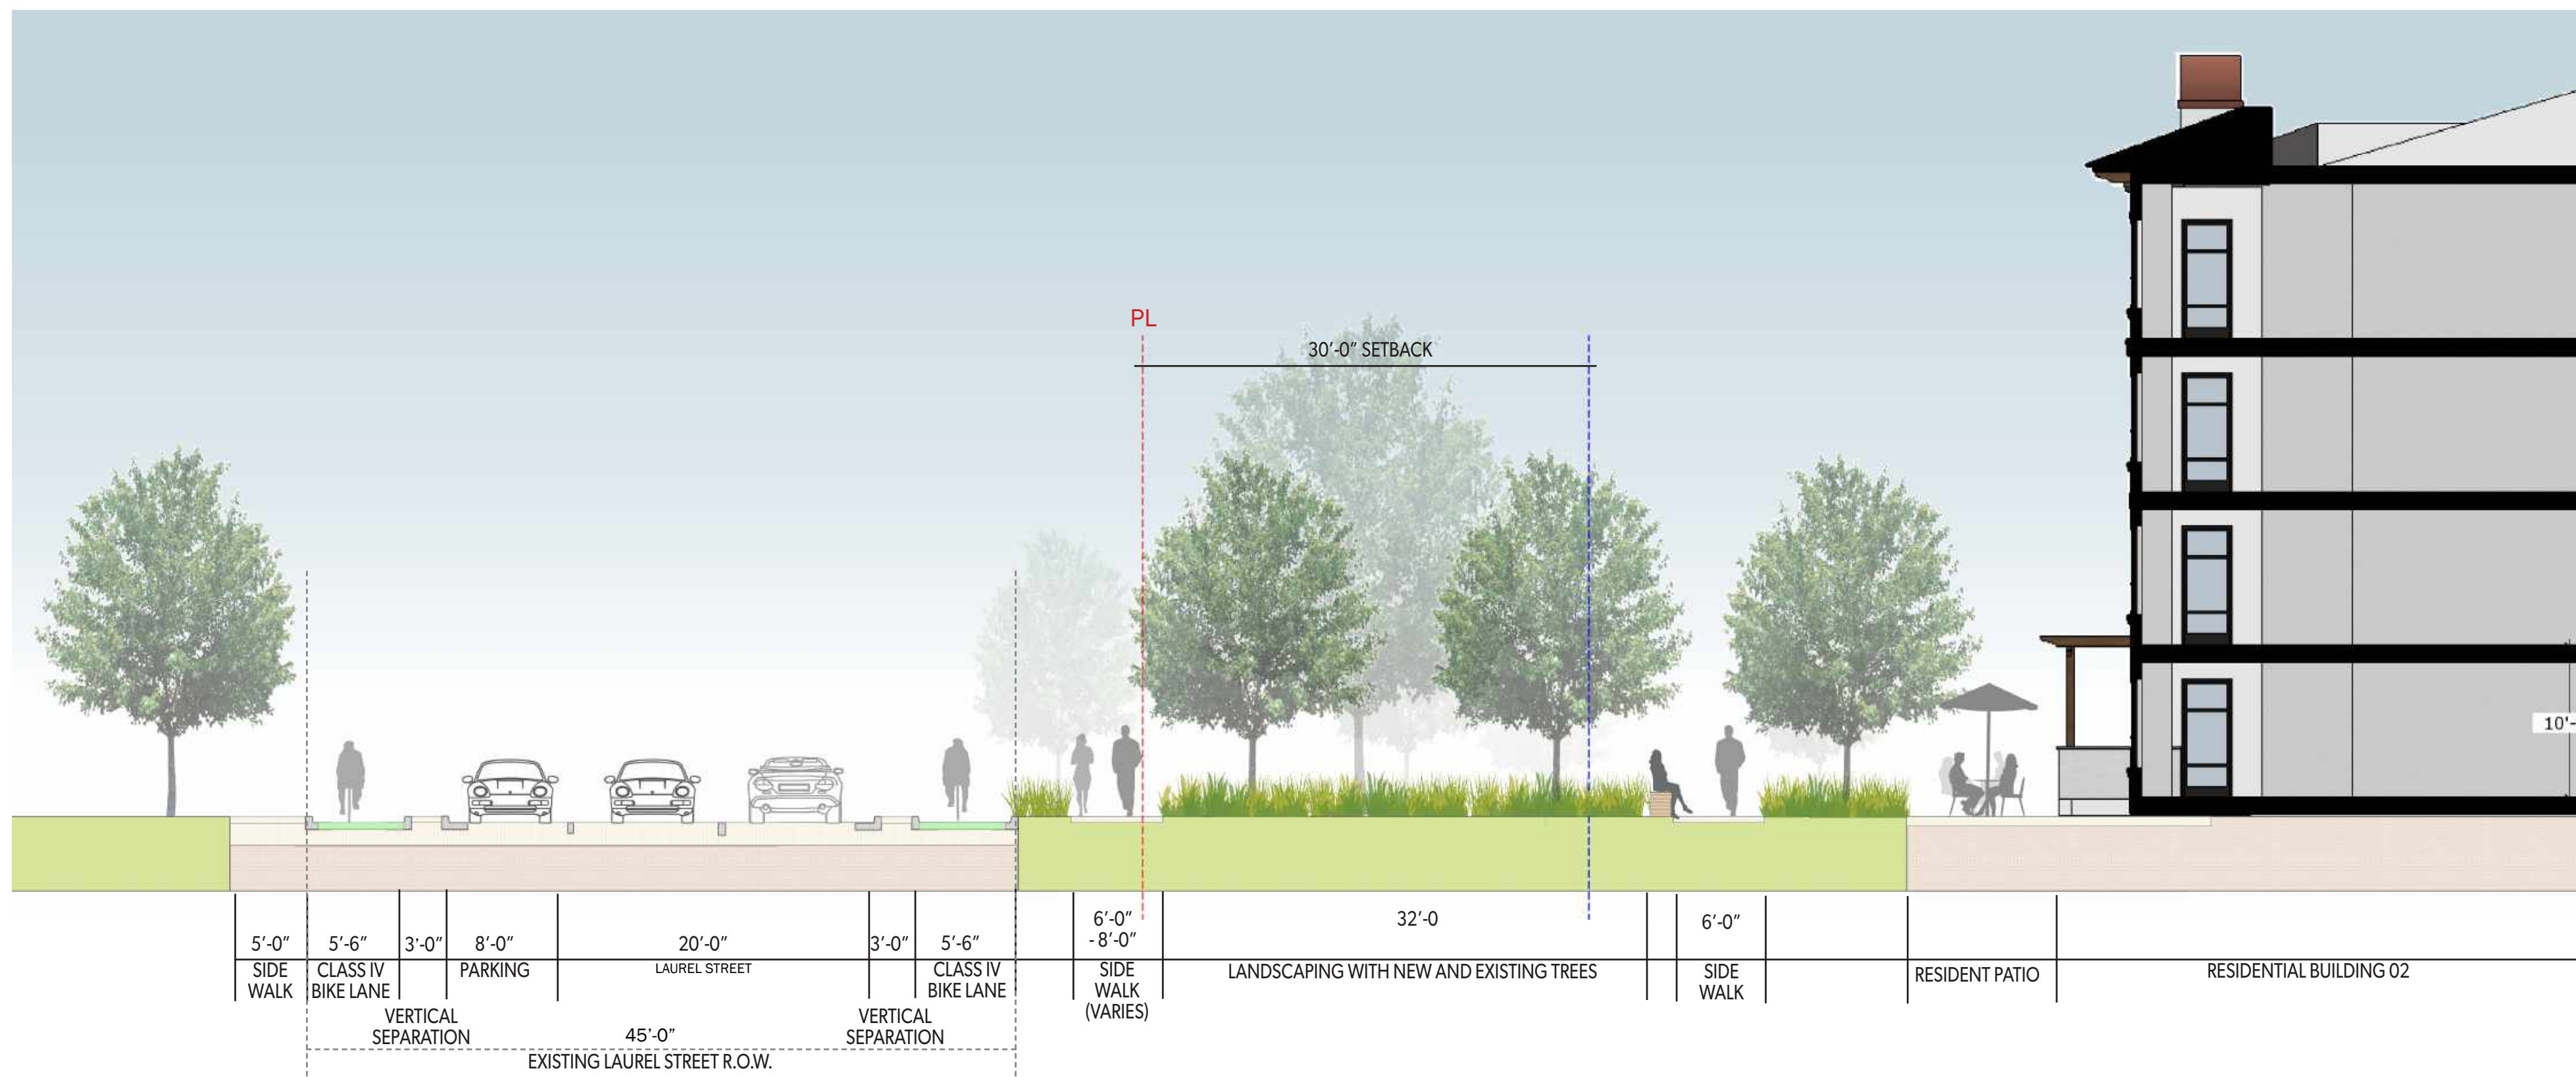 PL
30'-0" SETBACK
10'-
6'-0"
- 8'-0"
32'-0
6'-0"
5'-0"
5'-6"
3'-0"
8'-0"
20'-0"
3'-0"
5'-6"
SIDE
WALK
CLASS IV
BIKE LANE
PARKING
LAUREL STREET
CLASS IV
BIKE LANE
SIDE
WALK
(VARIES)
LANDSCAPING WITH NEW AND EXISTING TREES
SIDE
WALK
RESIDENT PATIO
RESIDENTIAL BUILDING 02
VERTICAL
SEPARATION
VERTICAL
SEPARATION
45'-0"
EXISTING LAUREL STREET R.O.W.